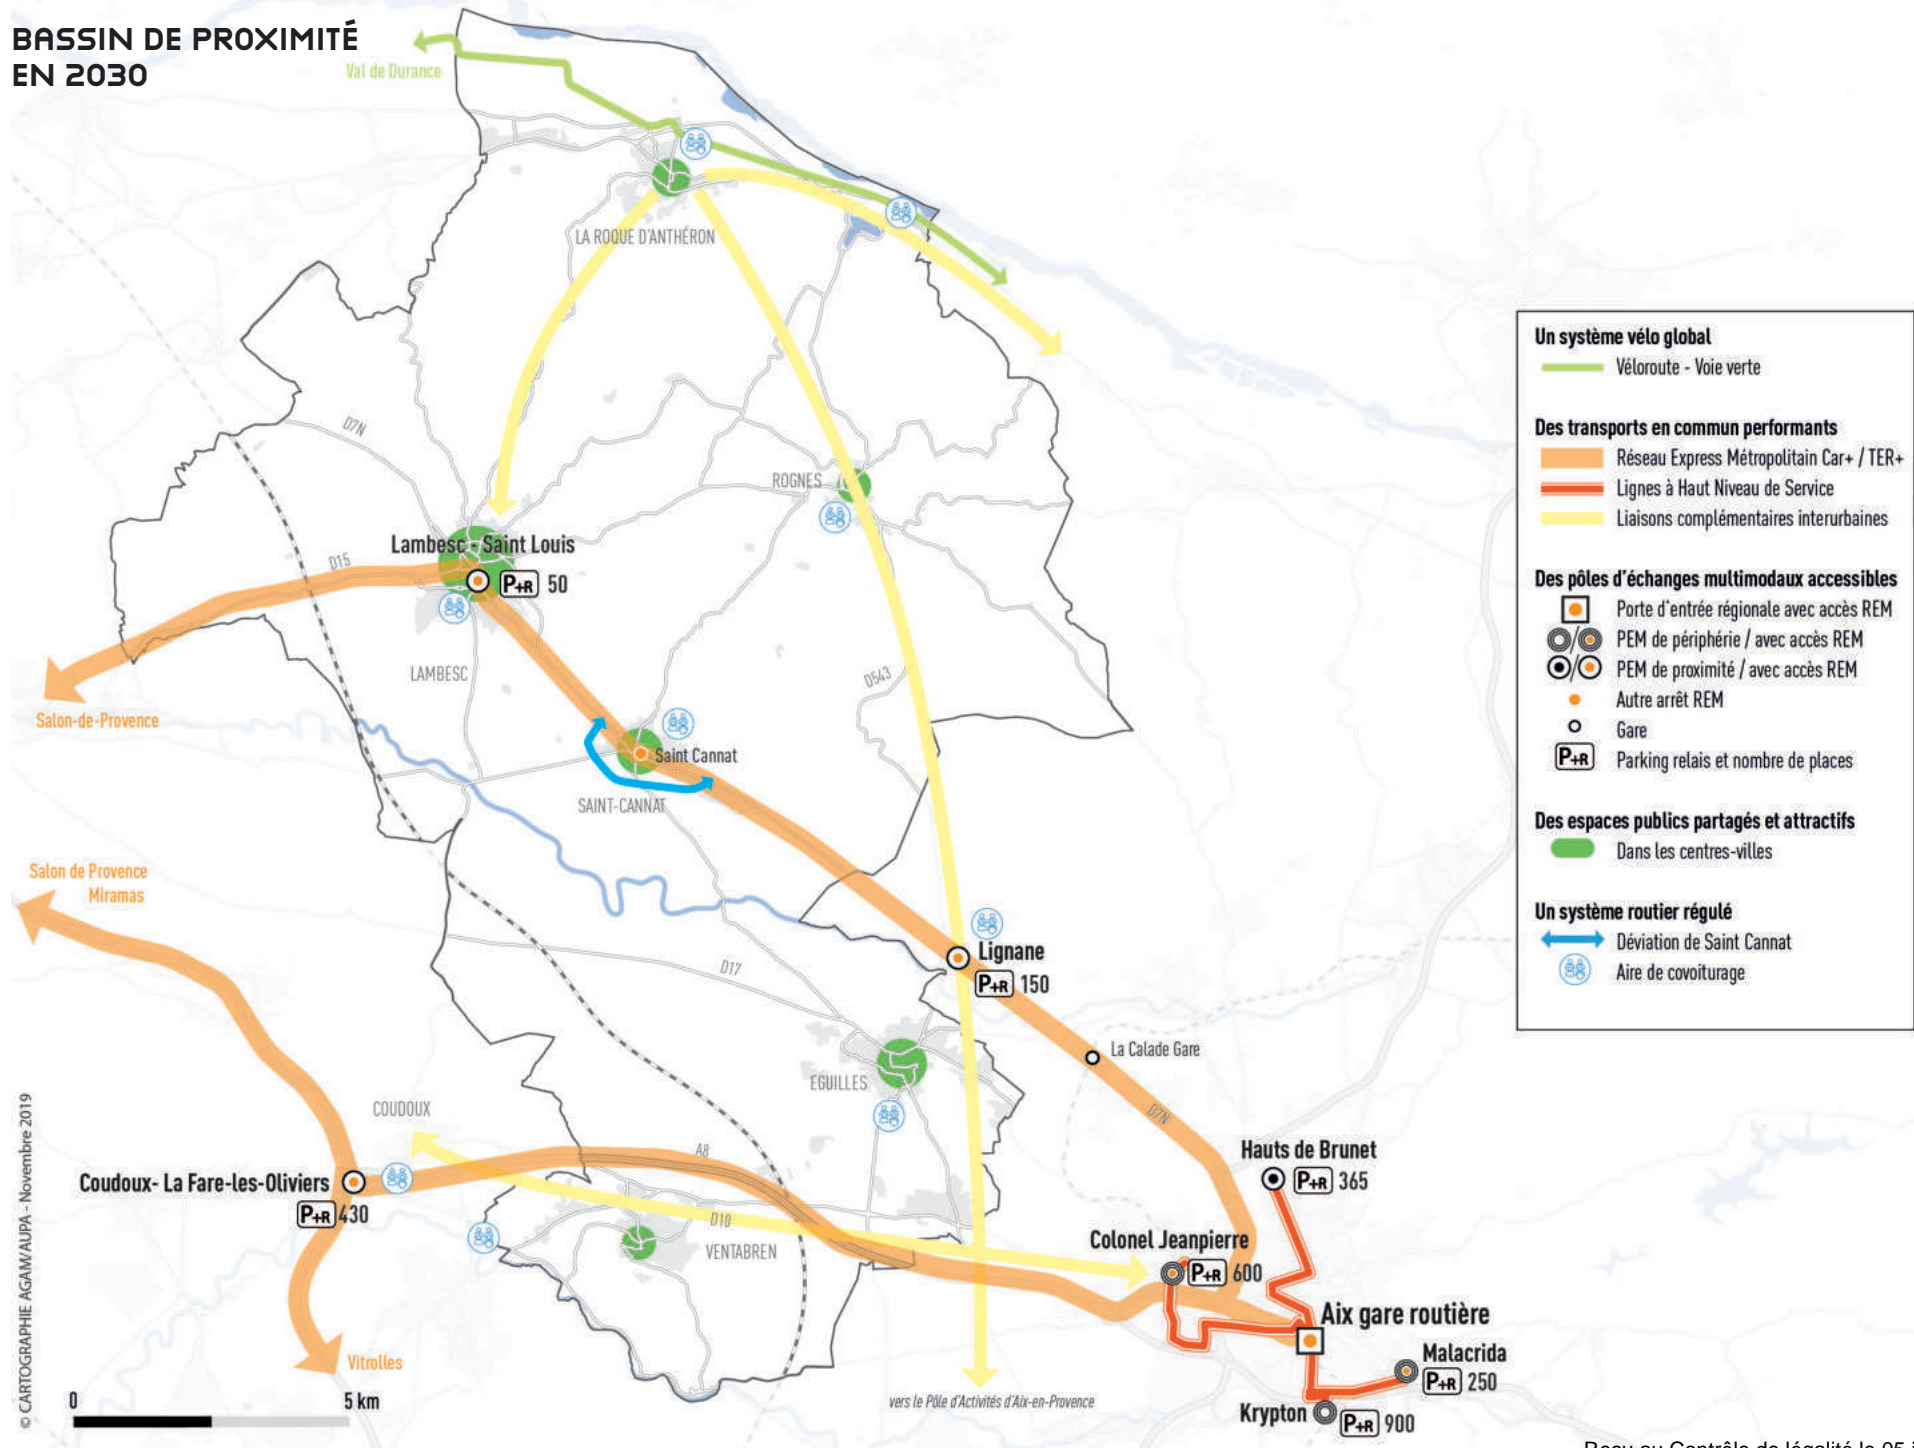 BASSIN DE PROXIMITÉ
EN 2030
Val de Durance
LA ROQUE D'ANTHÉRON
D7N
ROGNES
Lambesc - Saint Louis
P+R 50
D15
LAMBESC
D543
Salon-de-Provence
Saint Cannat
SAINT-CANNAT
Salon de Provence
Miramas
Lignane
P+R 150
D17
La Calade Gare
EGUILLES
COUDOUX
D7N
A8
Hauts de Brunet
P+R 365
Coudoux- La Fare-les-Oliviers
P+R 430
D10
VENTABREN
Colonel Jeanpierre
P+R 600
Aix gare routière
Malacrida
P+R 250
Vitrolles
Krypton
P+R 900
vers le Pôle d'Activités d'Aix-en-Provence
0
5 km
© CARTOGRAPHIE AGAM/AUPA - Novembre 2019
Un système vélo global
Véloroute - Voie verte
Des transports en commun performants
Réseau Express Métropolitain Car+ / TER+
Lignes à Haut Niveau de Service
Liaisons complémentaires interurbaines
Des pôles d'échanges multimodaux accessibles
Porte d'entrée régionale avec accès REM
PEM de périphérie / avec accès REM
PEM de proximité / avec accès REM
Autre arrêt REM
Gare
P+R Parking relais et nombre de places
Des espaces publics partagés et attractifs
Dans les centres-villes
Un système routier régulé
Déviation de Saint Cannat
Aire de covoiturage